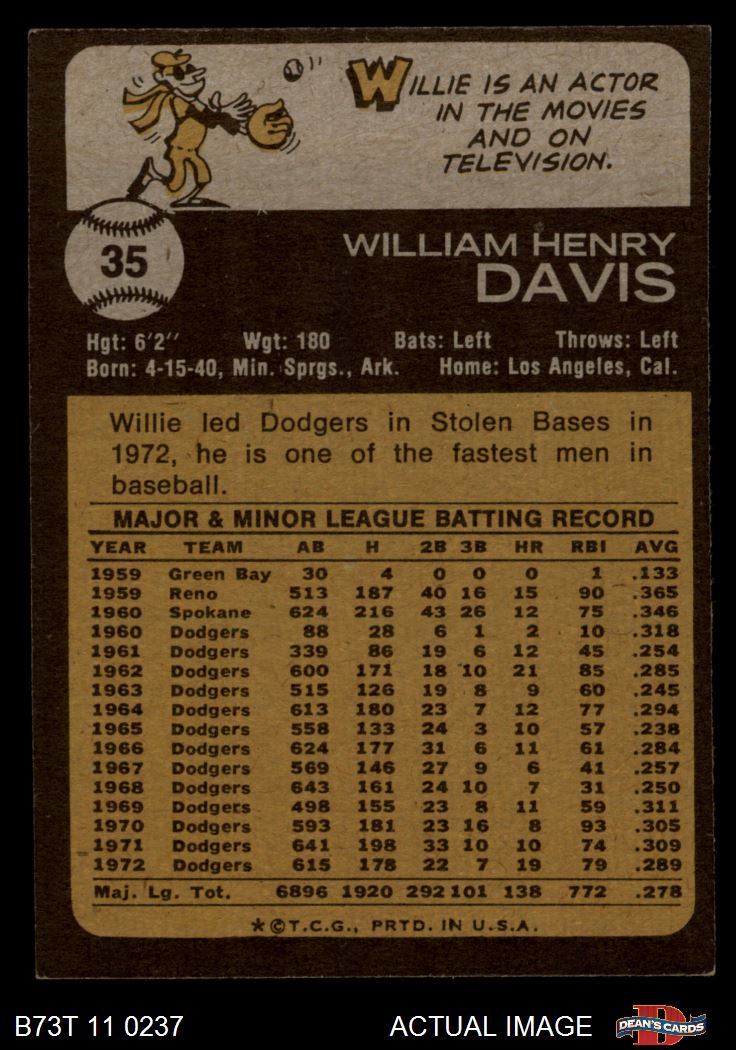 WILLIE IS AN ACTOR
IN THE MOVIES
AND ON
TELEVISION.
35
WILLIAM HENRY
DAVIS
Hgt: 6'2" Wgt: 180 Bats: Left Throws: Left
Born: 4-15-40, Min. Sprgs., Ark. Home: Los Angeles, Cal.
Willie led Dodgers in Stolen Bases in
1972, he is one of the fastest men in
baseball.
MAJOR & MINOR LEAGUE BATTING RECORD
YEAR TEAM AB H 2B 3B HR RBI AVG
1959 Green Bay 30 4 0 0 0 1 .133
1959 Reno 513 187 40 16 15 90 .365
1960 Spokane 624 216 43 26 12 75 .346
1960 Dodgers 88 28 6 1 2 10 .318
1961 Dodgers 339 86 19 6 12 45 .254
1962 Dodgers 600 171 18 10 21 85 .285
1963 Dodgers 515 126 19 8 9 60 .245
1964 Dodgers 613 180 23 7 12 77 .294
1965 Dodgers 558 133 24 3 10 57 .238
1966 Dodgers 624 177 31 6 11 61 .284
1967 Dodgers 569 146 27 9 6 41 .257
1968 Dodgers 643 161 24 10 7 31 .250
1969 Dodgers 498 155 23 8 11 59 .311
1970 Dodgers 593 181 23 16 8 93 .305
1971 Dodgers 641 198 33 10 10 74 .309
1972 Dodgers 615 178 22 7 19 79 .289
Maj. Lg. Tot. 6896 1920 292 101 138 772 .278
*©T.C.G., PRTD. IN U.S.A.
B73T 11 0237 ACTUAL IMAGE
D
DEAN'S CARDS